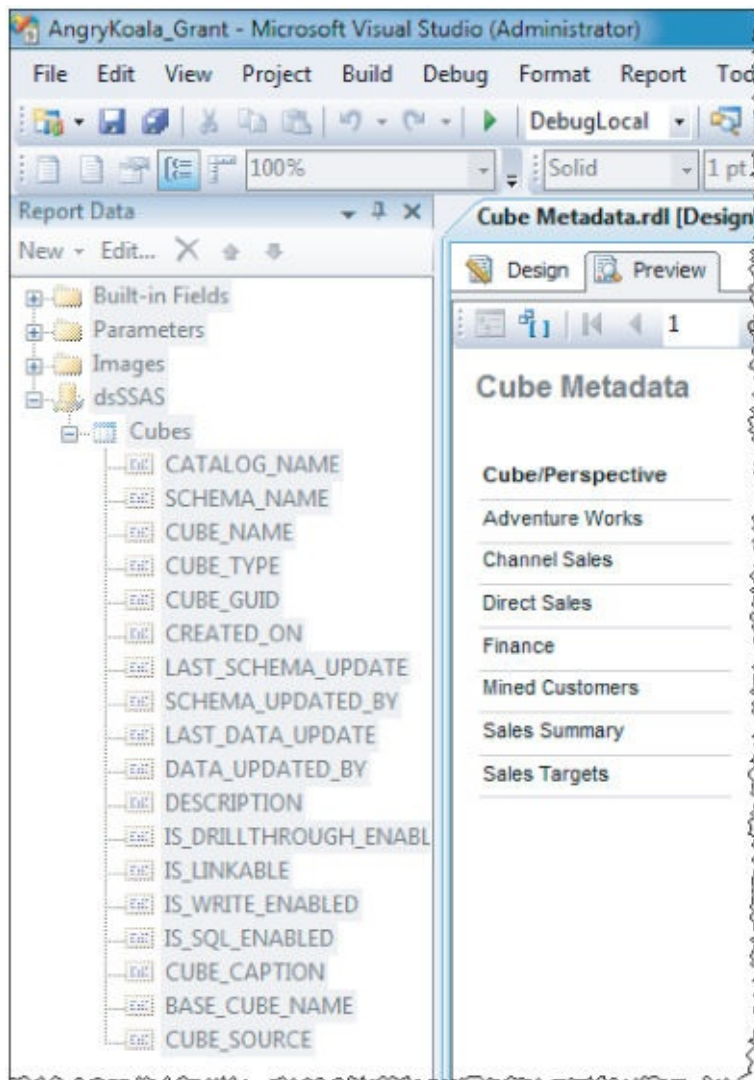 AngryKoala_Grant - Microsoft Visual Studio (Administrator)
File Edit View Project Build Debug Format Report
DebugLocal
100% Solid 1 pt
Report Data
New Edit...
Built-in Fields
Parameters
Images
dsSSAS
Cubes
CATALOG_NAME
SCHEMA_NAME
CUBE_NAME
CUBE_TYPE
CUBE_GUID
CREATED_ON
LAST_SCHEMA_UPDATE
SCHEMA_UPDATED_BY
LAST_DATA_UPDATE
DATA_UPDATED_BY
DESCRIPTION
IS_DRILLTHROUGH_ENABL
IS_LINKABLE
IS_WRITE_ENABLED
IS_SQL_ENABLED
CUBE_CAPTION
BASE_CUBE_NAME
CUBE_SOURCE
Cube Metadata.rdl [Design
Design Preview
1
Cube Metadata
Cube/Perspective
Adventure Works
Channel Sales
Direct Sales
Finance
Mined Customers
Sales Summary
Sales Targets